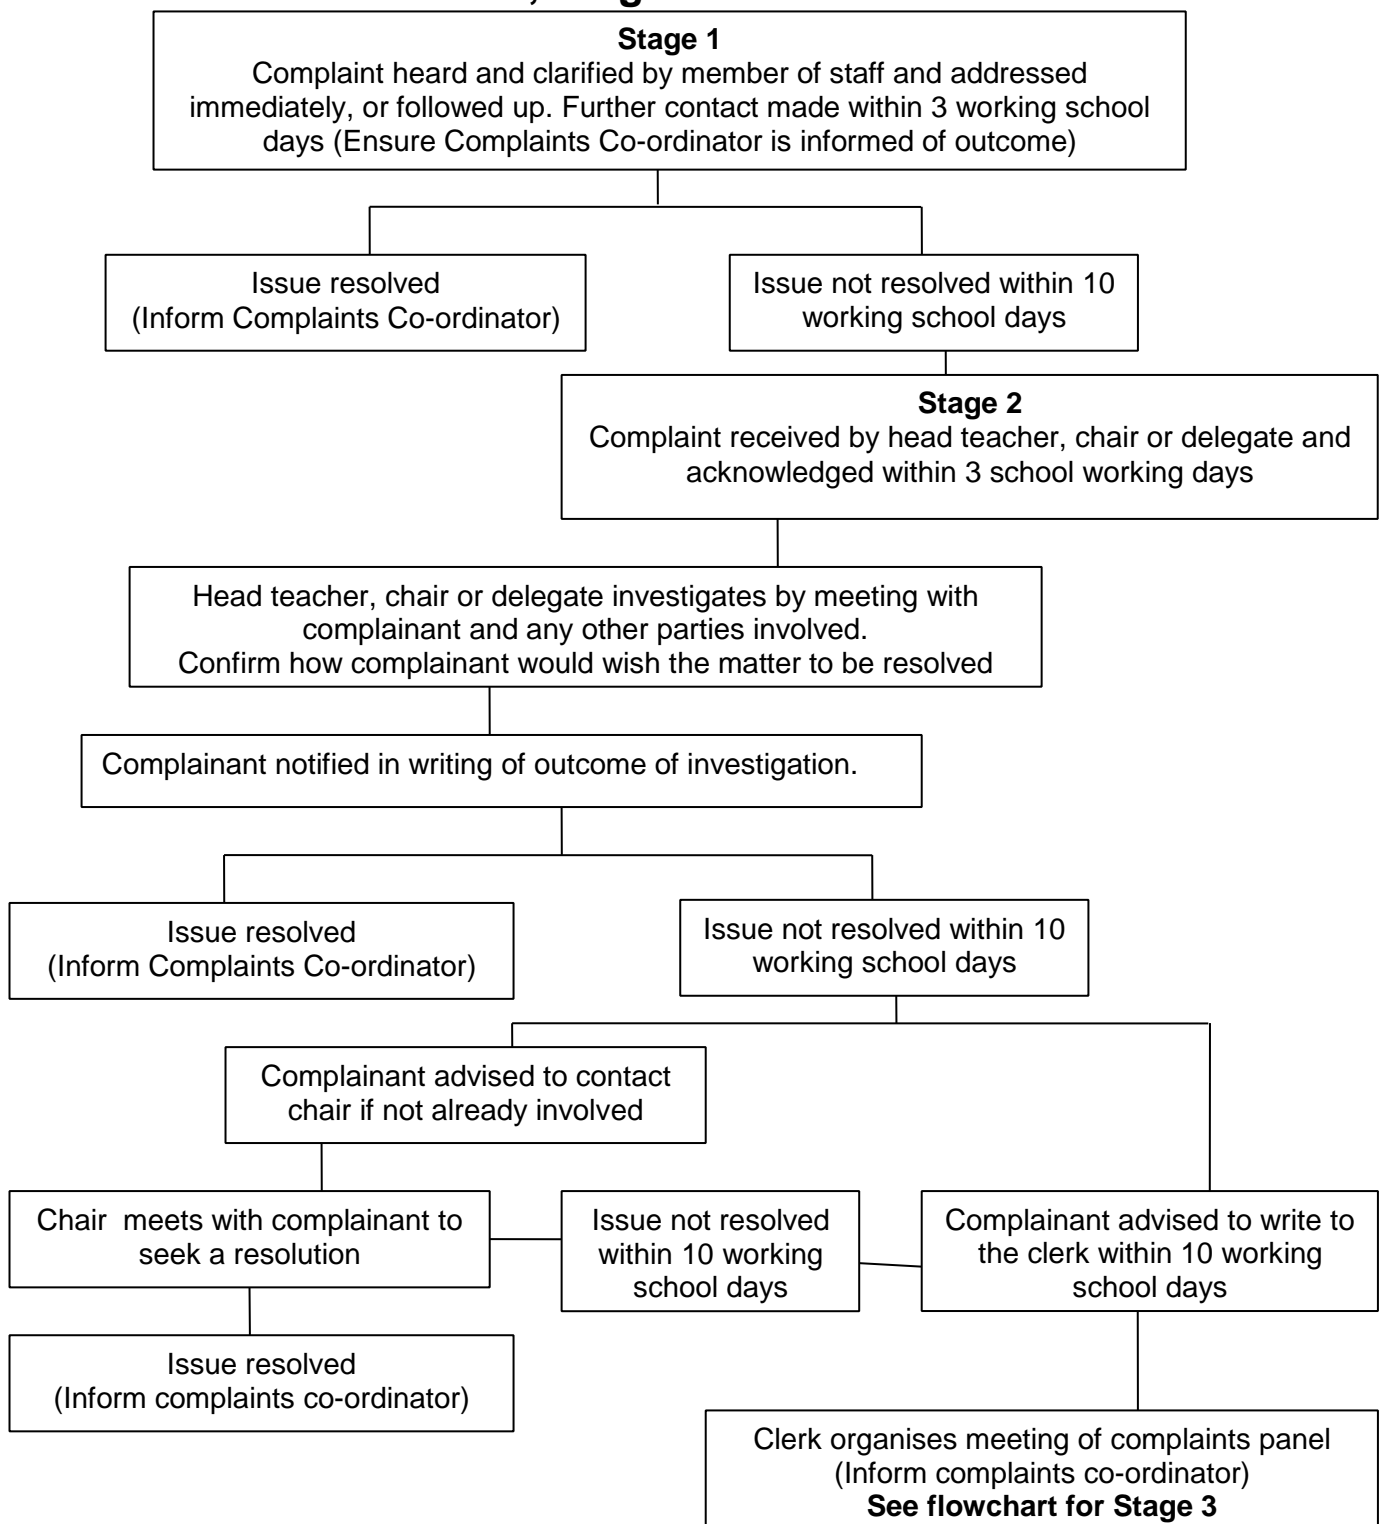 Stage 1
Complaint heard and clarified by member of staff and addressed
immediately, or followed up. Further contact made within 3 working school
days (Ensure Complaints Co-ordinator is informed of outcome)
Issue resolved
(Inform Complaints Co-ordinator)
Issue not resolved within 10
working school days
Stage 2
Complaint received by head teacher, chair or delegate and
acknowledged within 3 school working days
Head teacher, chair or delegate investigates by meeting with
complainant and any other parties involved.
Confirm how complainant would wish the matter to be resolved
Complainant notified in writing of outcome of investigation.
Issue resolved
(Inform Complaints Co-ordinator)
Issue not resolved within 10
working school days
Complainant advised to contact
chair if not already involved
Chair  meets with complainant to
seek a resolution
Issue not resolved
within 10 working
school days
Complainant advised to write to
the clerk within 10 working
school days
Issue resolved
(Inform complaints co-ordinator)
Clerk organises meeting of complaints panel
(Inform complaints co-ordinator)
See flowchart for Stage 3